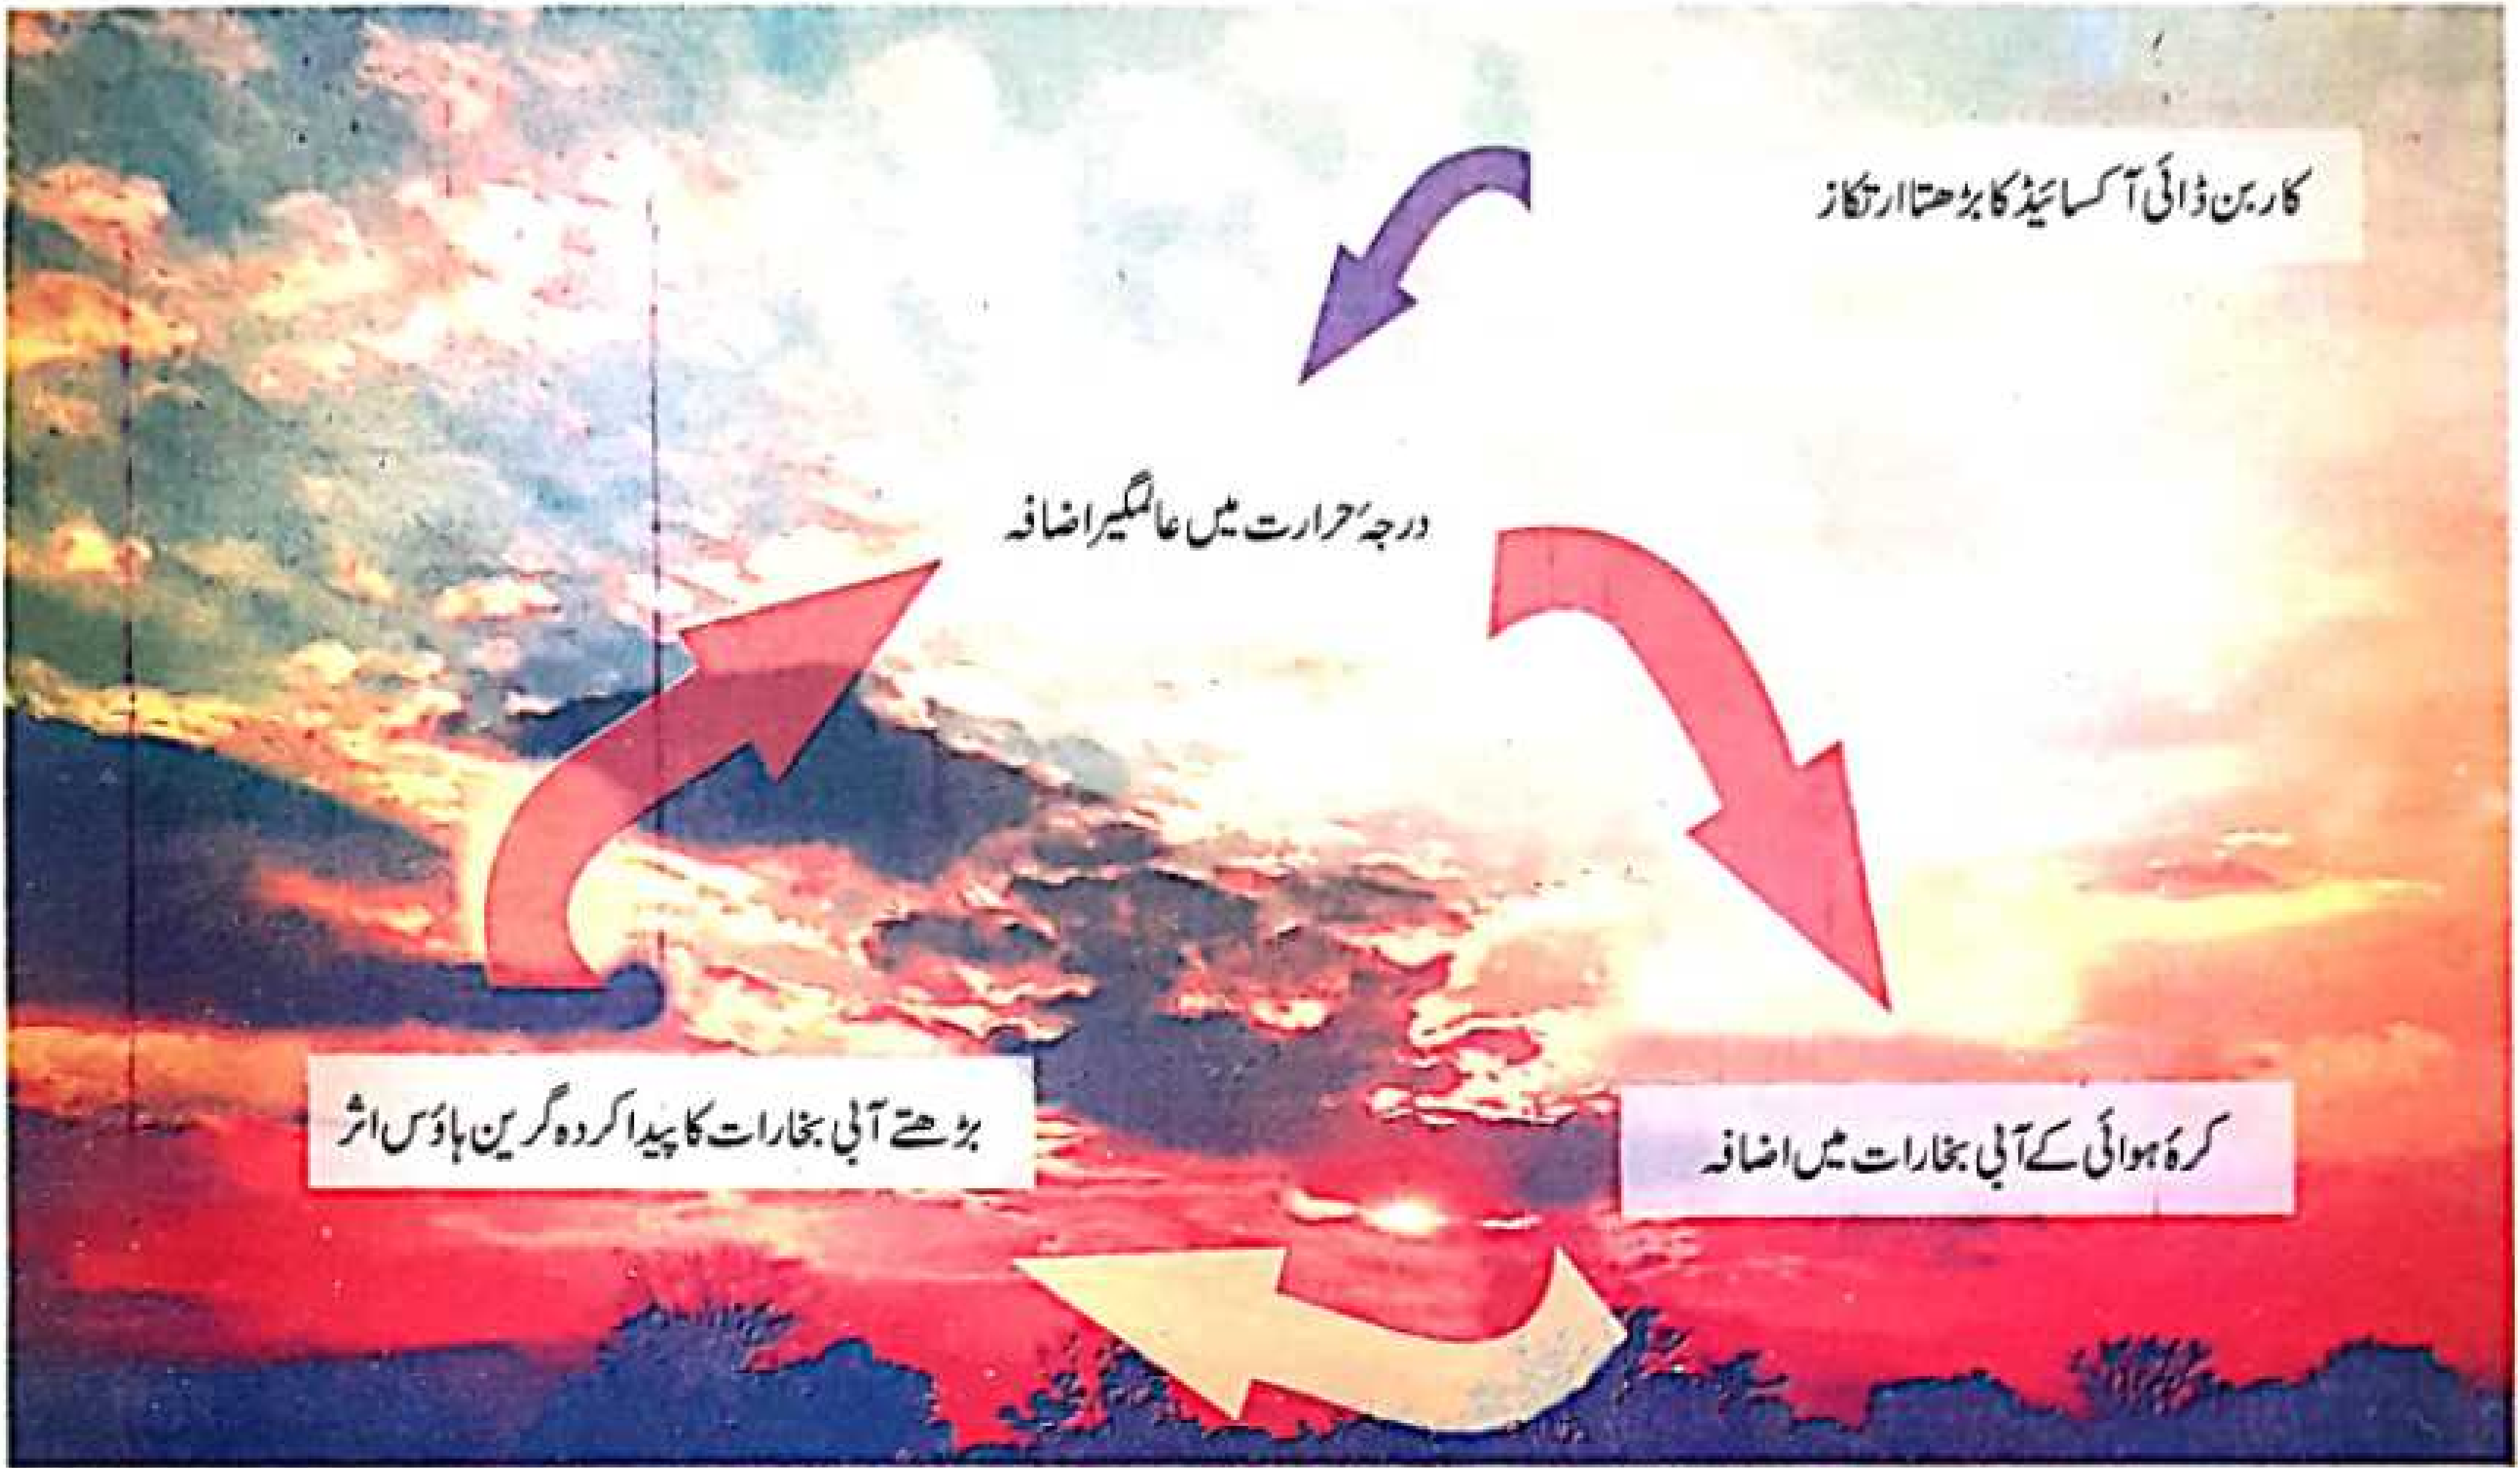 کاربن ڈائی آکسائیڈ کا بڑھتا ارتکاز
درجہٴ حرارت میں عالمگیر اضافہ
بڑھتے آبی بخارات کا پیدا کردہ گرین ہاؤس اثر
کرۂ ہوائی کے آبی بخارات میں اضافہ